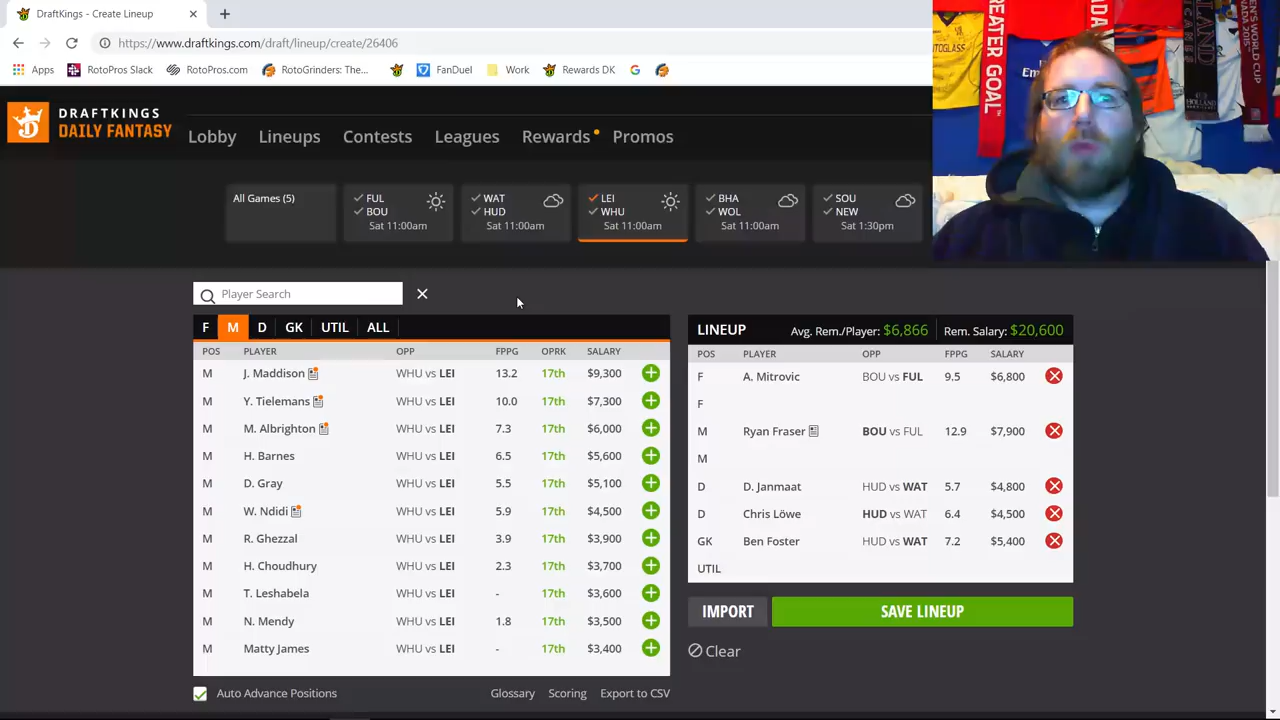 DraftKings - Create Lineup
https://www.draftkings.com/draft/lineup/create/26406
Apps RotoPros Slack RotoPros.com RotoGrinders: The... FanDuel Work Rewards DK
DRAFTKINGS
DAILY FANTASY
Lobby Lineups Contests Leagues Rewards Promos
All Games (5)
FUL
BOU
Sat 11:00am
WAT
HUD
Sat 11:00am
LEI
WHU
Sat 11:00am
BHA
WOL
Sat 11:00am
SOU
NEW
Sat 1:30pm
Player Search
F M D GK UTIL ALL
POS PLAYER OPP FPPG OPRK SALARY
M J. Maddison WHU vs LEI 13.2 17th $9,300
M Y. Tielemans WHU vs LEI 10.0 17th $7,300
M M. Albrighton WHU vs LEI 7.3 17th $6,000
M H. Barnes WHU vs LEI 6.5 17th $5,600
M D. Gray WHU vs LEI 5.5 17th $5,100
M W. Ndidi WHU vs LEI 5.9 17th $4,500
M R. Ghezzal WHU vs LEI 3.9 17th $3,900
M H. Choudhury WHU vs LEI 2.3 17th $3,700
M T. Leshabela WHU vs LEI - 17th $3,600
M N. Mendy WHU vs LEI 1.8 17th $3,500
M Matty James WHU vs LEI - 17th $3,400
Auto Advance Positions Glossary Scoring Export to CSV
LINEUP Avg. Rem./Player: $6,866 Rem. Salary: $20,600
POS PLAYER OPP FPPG SALARY
F A. Mitrovic BOU vs FUL 9.5 $6,800
F
M Ryan Fraser BOU vs FUL 12.9 $7,900
M
D D. Janmaat HUD vs WAT 5.7 $4,800
D Chris Löwe HUD vs WAT 6.4 $4,500
GK Ben Foster HUD vs WAT 7.2 $5,400
UTIL
IMPORT SAVE LINEUP
Clear
GREATER GOAL